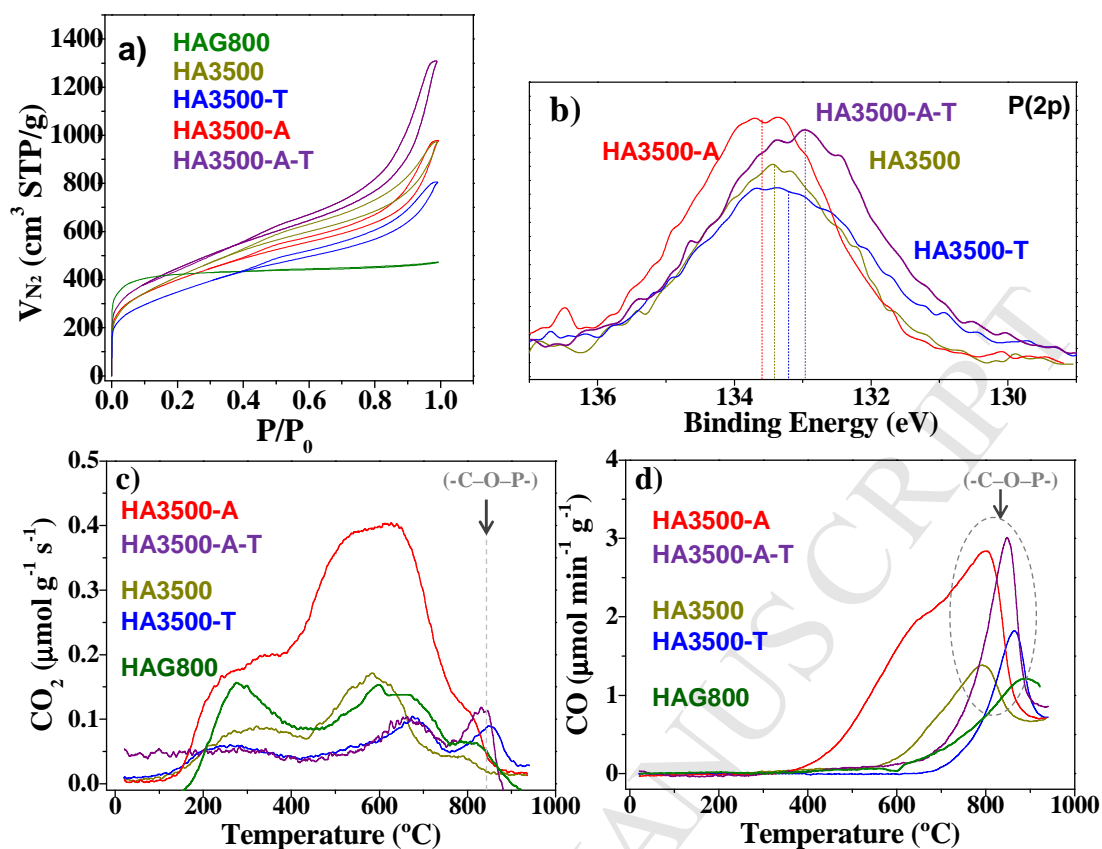 a)
HAG800
HA3500
HA3500-T
HA3500-A
HA3500-A-T
1400
1200
1000
800
600
400
200
0
V_N₂ (cm³ STP/g)
0.0 0.2 0.4 0.6 0.8 1.0
P/P₀
b)
P(2p)
HA3500-A-T
HA3500-A
HA3500
HA3500-T
136 134 132 130
Binding Energy (eV)
c)
(-C–O–P-)
HA3500-A
HA3500-A-T
HA3500
HA3500-T
HAG800
0.5
0.4
0.3
0.2
0.1
0.0
CO₂ (µmol g⁻¹ s⁻¹)
0 200 400 600 800 1000
Temperature (ºC)
d)
(-C–O–P-)
HA3500-A
HA3500-A-T
HA3500
HA3500-T
HAG800
4
3
2
1
0
CO (µmol min⁻¹ g⁻¹)
0 200 400 600 800 1000
Temperature (ºC)
ANUSCRIPT